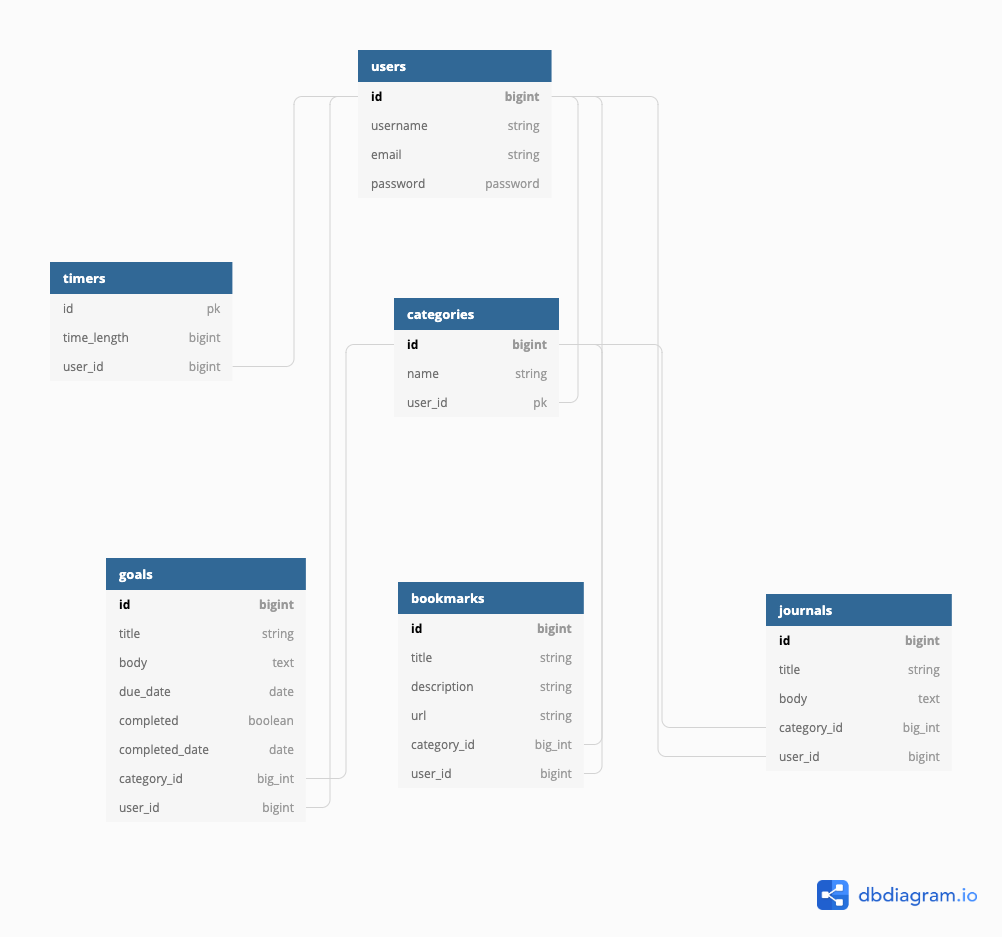 users
id bigint
username string
email string
password password
timers
id pk
time_length bigint
user_id bigint
categories
id bigint
name string
user_id pk
goals
id bigint
title string
body text
due_date date
completed boolean
completed_date date
category_id big_int
user_id bigint
bookmarks
id bigint
title string
description string
url string
category_id big_int
user_id bigint
journals
id bigint
title string
body text
category_id big_int
user_id bigint
dbdiagram.io